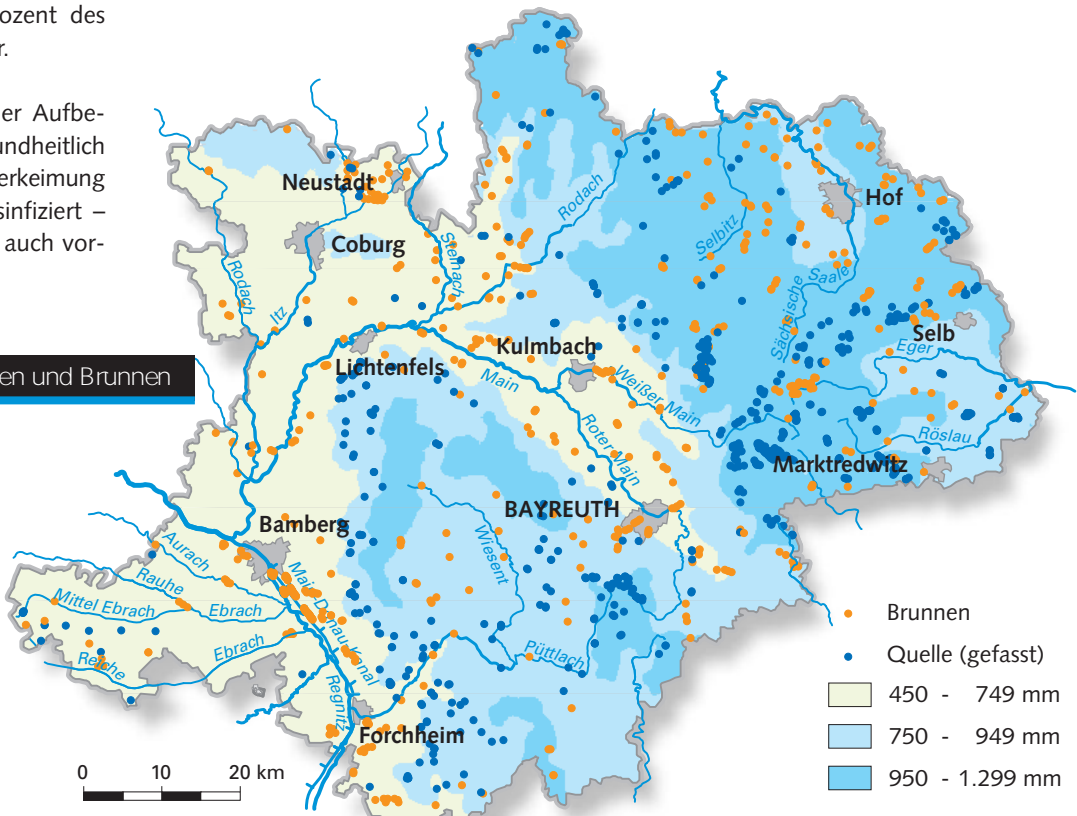 ozent des
r.
er Aufbe-
undheitlich
erkeimung
sinfiziert –
auch vor-
en und Brunnen
Neustadt
Coburg
Rodach
Itz
Steinach
Rodach
Selbitz
Hof
Sächsische Saale
Selb
Eger
Lichtenfels
Kulmbach
Main
Weißer Main
Roter Main
Röslau
Marktredwitz
BAYREUTH
Bamberg
Wiesent
Aurach
Rauhe
Ebrach
Mittel Ebrach
Reiche
Ebrach
Main-Donau-Kanal
Regnitz
Püttlach
Forchheim
Brunnen
Quelle (gefasst)
450 - 749 mm
750 - 949 mm
950 - 1.299 mm
0 10 20 km